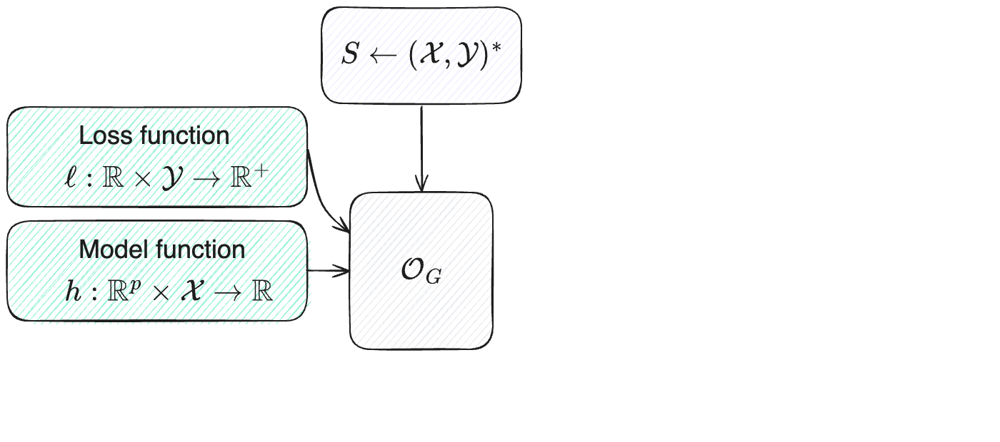 S ← (𝒳, 𝒴)*
Loss function
ℓ : ℝ × 𝒴 → ℝ⁺
Model function
h : ℝᵖ × 𝒳 → ℝ
𝒪_G